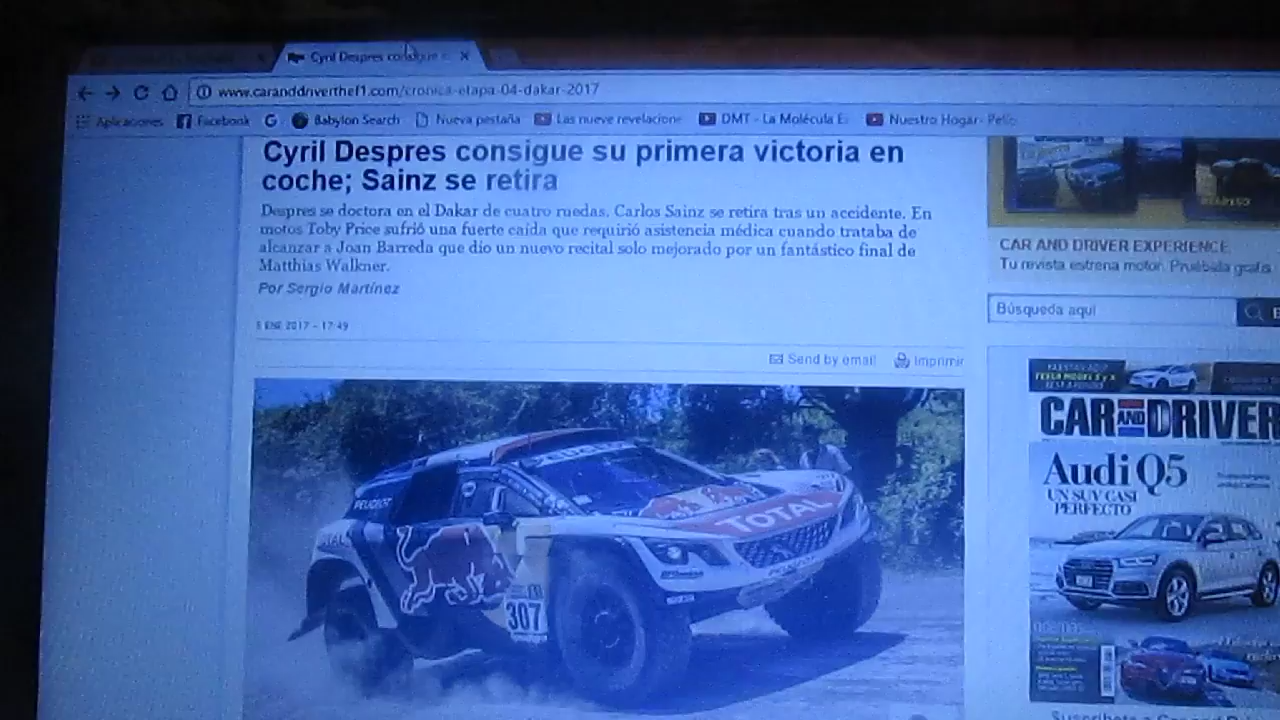 Cyril Despres consigue
www.caranddriverthef1.com/cronica-etapa-04-dakar-2017
Aplicaciones Facebook G Babylon Search Nueva pestaña Las nueve revelacione DMT - La Molécula E Nuestro Hogar - Pelíc
Cyril Despres consigue su primera victoria en
coche; Sainz se retira
Despres se doctora en el Dakar de cuatro ruedas. Carlos Sainz se retira tras un accidente. En
motos Toby Price sufrió una fuerte caída que requirió asistencia médica cuando trataba de
alcanzar a Joan Barreda que dio un nuevo recital solo mejorado por un fantástico final de
Matthias Walkner.
Por Sergio Martínez
5 ENE 2017 - 17:49
Send by email Imprimir
PEUGEOT
TOTAL
PEUGEOT
307
CAR AND DRIVER EXPERIENCE.
Tu revista estrena motor. Pruébala gratis
Búsqueda aquí
CAR AND DRIVER
Audi Q5
UN SUV CASI
PERFECTO